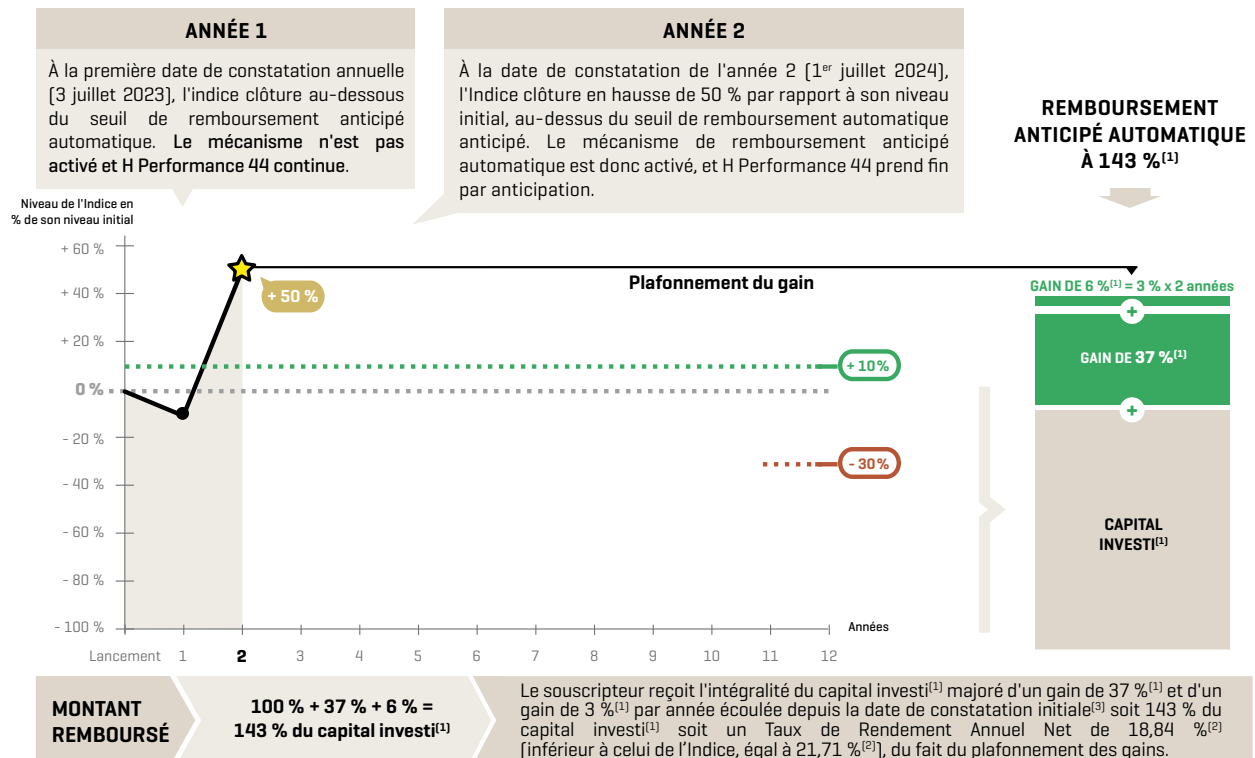 ANNÉE 1
À la première date de constatation annuelle
(3 juillet 2023), l'indice clôture au-dessous
du seuil de remboursement anticipé
automatique. Le mécanisme n'est pas
activé et H Performance 44 continue.
ANNÉE 2
À la date de constatation de l'année 2 (1er juillet 2024),
l'Indice clôture en hausse de 50 % par rapport à son niveau
initial, au-dessus du seuil de remboursement automatique
anticipé. Le mécanisme de remboursement anticipé
automatique est donc activé, et H Performance 44 prend fin
par anticipation.
REMBOURSEMENT
ANTICIPÉ AUTOMATIQUE
À 143 %(1)
Niveau de l'Indice en
% de son niveau initial
+ 60 %
+ 40 %
+ 20 %
0 %
- 20 %
- 40 %
- 60 %
- 80 %
- 100 %
+ 50 %
Plafonnement du gain
+ 10%
- 30%
Années
Lancement 1 2 3 4 5 6 7 8 9 10 11 12
GAIN DE 6 %(1) = 3 % x 2 années
+
GAIN DE 37 %(1)
+
CAPITAL
INVESTI(1)
MONTANT
REMBOURSÉ
100 % + 37 % + 6 % =
143 % du capital investi(1)
Le souscripteur reçoit l'intégralité du capital investi(1) majoré d'un gain de 37 %(1) et d'un
gain de 3 %(1) par année écoulée depuis la date de constatation initiale(3) soit 143 % du
capital investi(1) soit un Taux de Rendement Annuel Net de 18,84 %(2)
(inférieur à celui de l'Indice, égal à 21,71 %(2)), du fait du plafonnement des gains.